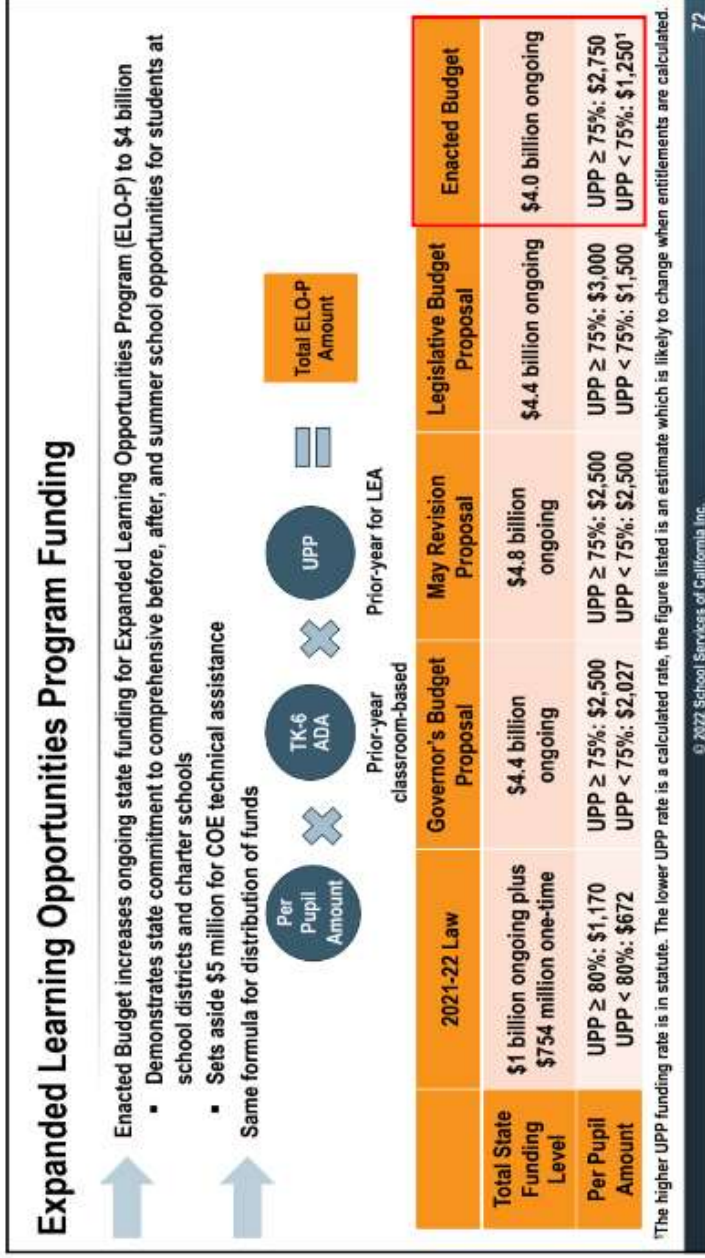 Expanded Learning Opportunities Program Funding
Enacted Budget increases ongoing state funding for Expanded Learning Opportunities Program (ELO-P) to $4 billion
▪ Demonstrates state commitment to comprehensive before, after, and summer school opportunities for students at
school districts and charter schools
▪ Sets aside $5 million for COE technical assistance
Same formula for distribution of funds
Per
Pupil
Amount
TK-6
ADA
UPP
Total ELO-P
Amount
Prior-year
classroom-based
Prior-year for LEA
2021-22 Law
Governor's Budget
Proposal
May Revision
Proposal
Legislative Budget
Proposal
Enacted Budget
Total State
Funding
Level
$1 billion ongoing plus
$754 million one-time
$4.4 billion
ongoing
$4.8 billion
ongoing
$4.4 billion ongoing
$4.0 billion ongoing
Per Pupil
Amount
UPP ≥ 80%: $1,170
UPP < 80%: $672
UPP ≥ 75%: $2,500
UPP < 75%: $2,027
UPP ≥ 75%: $2,500
UPP < 75%: $2,500
UPP ≥ 75%: $3,000
UPP < 75%: $1,500
UPP ≥ 75%: $2,750
UPP < 75%: $1,250¹
¹The higher UPP funding rate is in statute. The lower UPP rate is a calculated rate, the figure listed is an estimate which is likely to change when entitlements are calculated.
© 2022 School Services of California Inc.
72